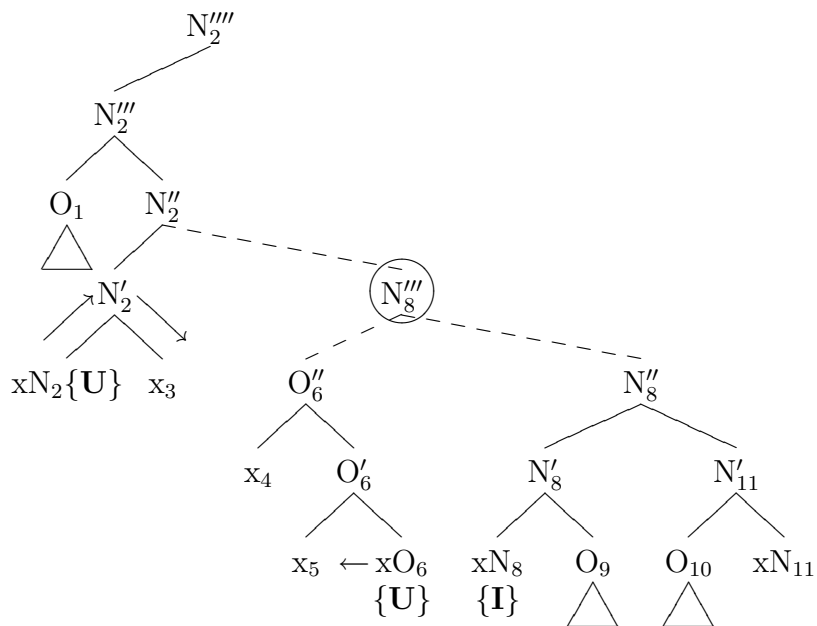 N₂′′′′
N₂′′′
O₁ N₂′′
N₂′ N₈′′′
xN₂{U} x₃ O₆′′ N₈′′
x₄ O₆′ N₈′ N₁₁′
x₅ ← xO₆ xN₈ O₉ O₁₀ xN₁₁
{U} {I}